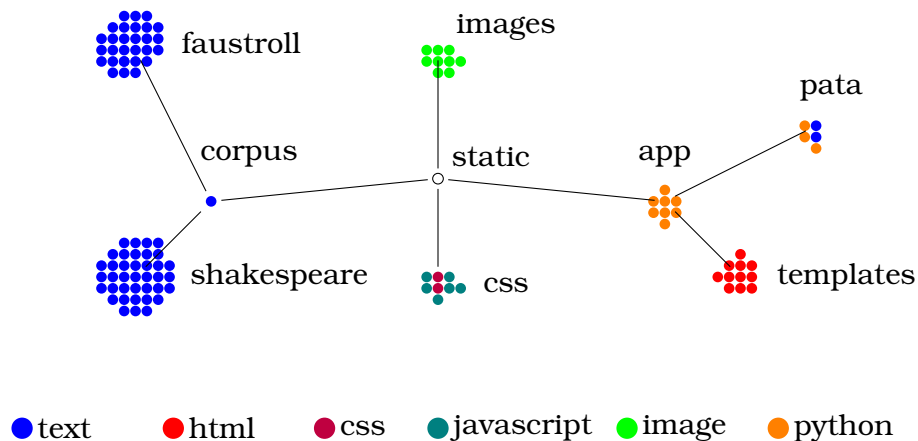 images
faustroll
pata
corpus
static
app
shakespeare
css
templates
text
html
css
javascript
image
python